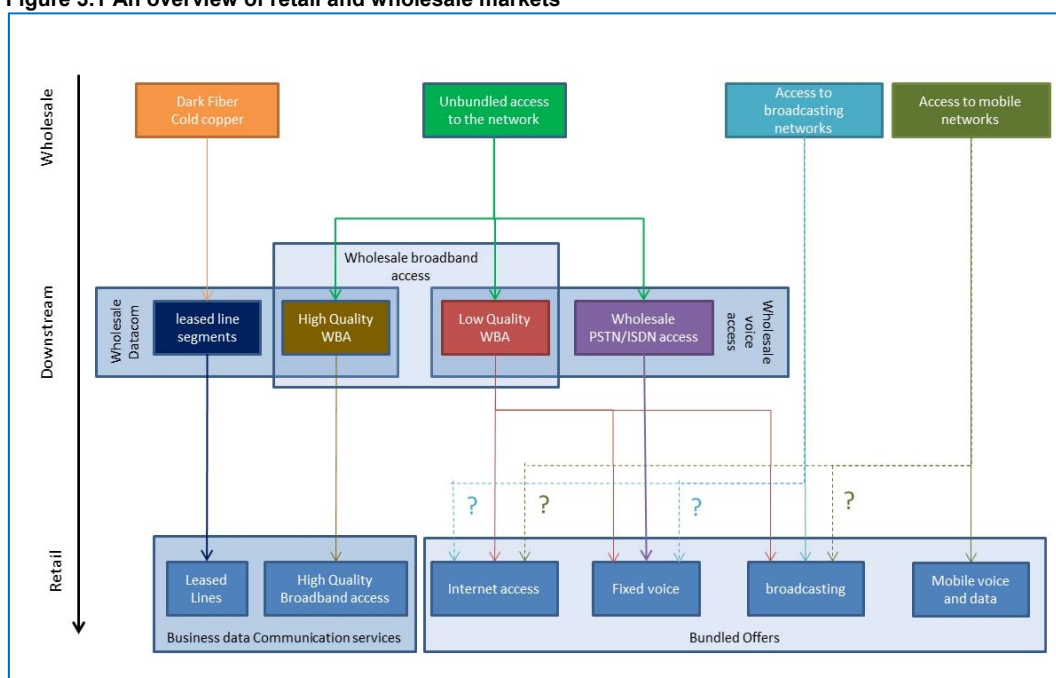 Figure 3.1 An overview of retail and wholesale markets
Wholesale
Dark Fiber
Cold copper
Unbundled access
to the network
Access to
broadcasting
networks
Access to mobile
networks
Downstream
Wholesale broadband
access
Wholesale
Datacom
leased line
segments
High Quality
WBA
Low Quality
WBA
Wholesale
PSTN/ISDN access
Wholesale
voice
access
?
?
?
?
Retail
Leased
Lines
High Quality
Broadband access
Business data Communication services
Internet access
Fixed voice
broadcasting
Mobile voice
and data
Bundled Offers